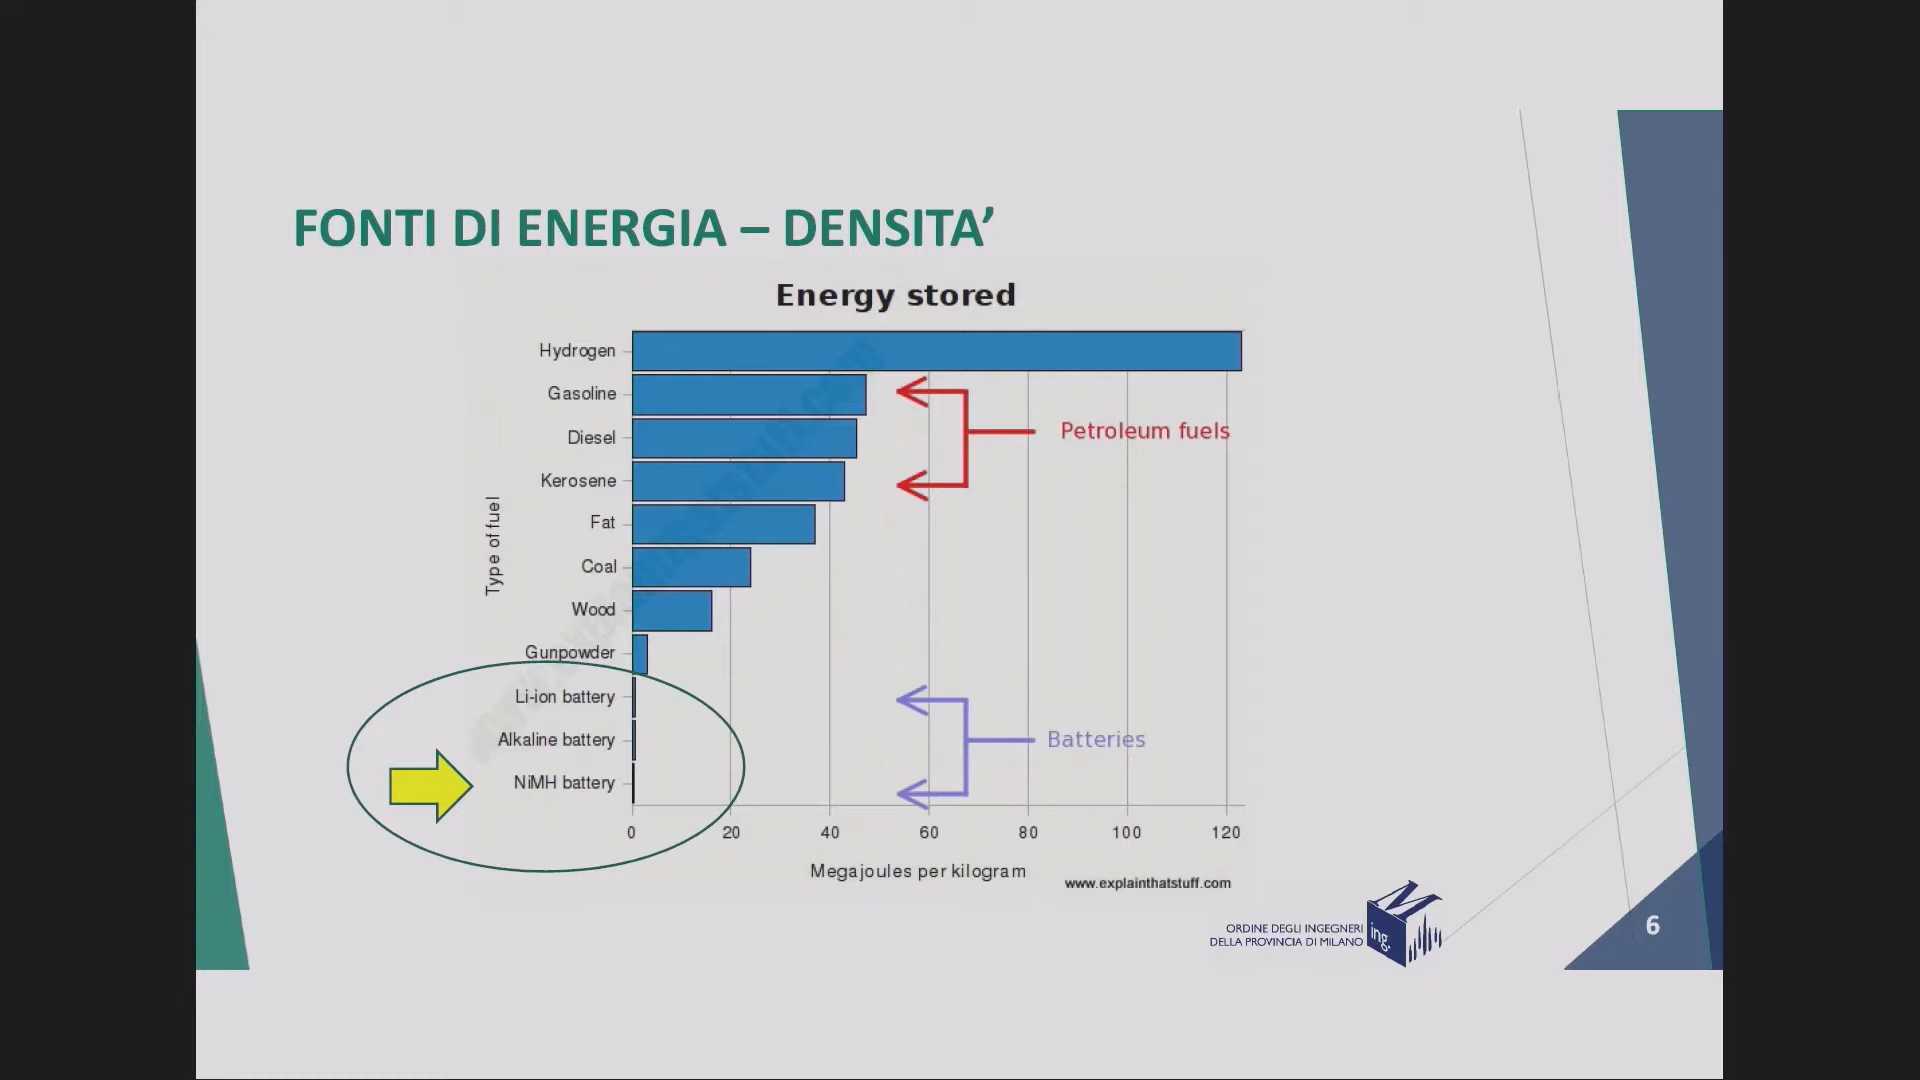 FONTI DI ENERGIA – DENSITA’
Energy stored
Hydrogen
Gasoline
Diesel
Kerosene
Fat
Coal
Wood
Gunpowder
Li-ion battery
Alkaline battery
NiMH battery
Type of fuel
Petroleum fuels
Batteries
0 20 40 60 80 100 120
Megajoules per kilogram
www.explainthatstuff.com
ORDINE DEGLI INGEGNERI
DELLA PROVINCIA DI MILANO
ing.
6